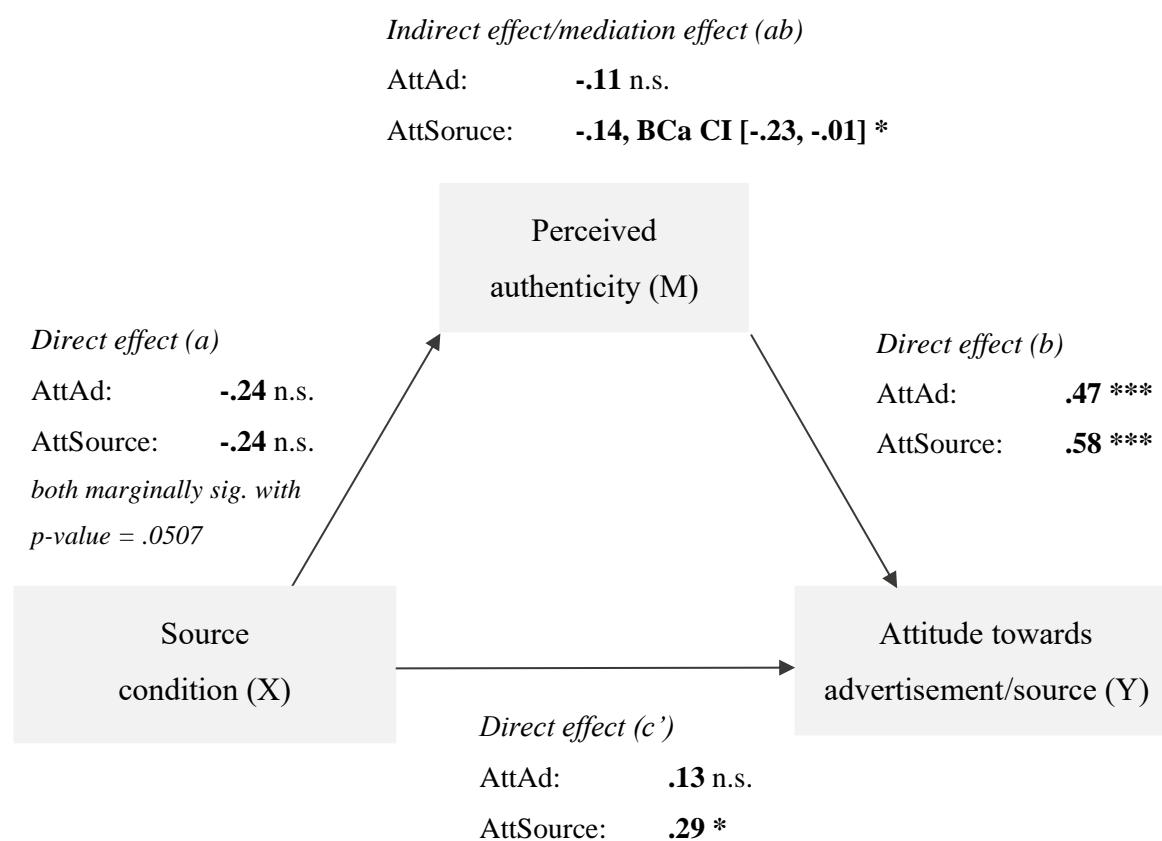 Indirect effect/mediation effect (ab)
AttAd: -.11 n.s.
AttSoruce: -.14, BCa CI [-.23, -.01] *
Perceived
authenticity (M)
Direct effect (a)
AttAd: -.24 n.s.
AttSource: -.24 n.s.
both marginally sig. with
p-value = .0507
Direct effect (b)
AttAd: .47 ***
AttSource: .58 ***
Source
condition (X)
Attitude towards
advertisement/source (Y)
Direct effect (c’)
AttAd: .13 n.s.
AttSource: .29 *